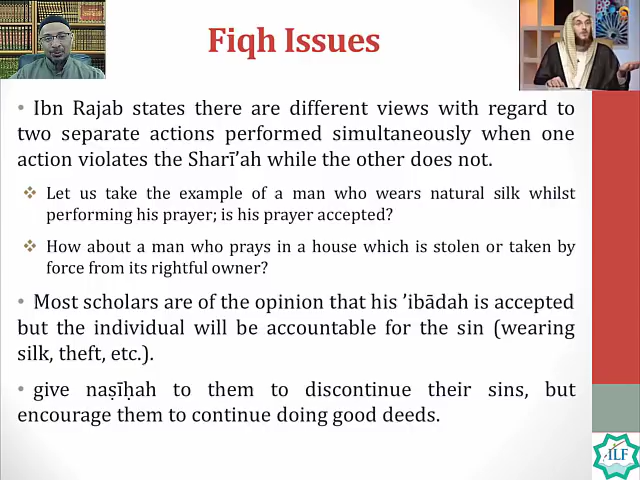 Fiqh Issues
• Ibn Rajab states there are different views with regard to
two separate actions performed simultaneously when one
action violates the Sharī’ah while the other does not.
❖ Let us take the example of a man who wears natural silk whilst
performing his prayer; is his prayer accepted?
❖ How about a man who prays in a house which is stolen or taken by
force from its rightful owner?
• Most scholars are of the opinion that his ’ibādah is accepted
but the individual will be accountable for the sin (wearing
silk, theft, etc.).
• give naṣīḥah to them to discontinue their sins, but
encourage them to continue doing good deeds.
ILF